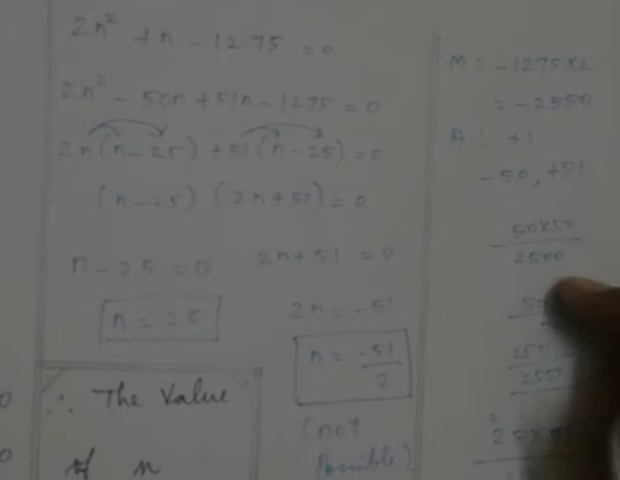 2n² + n - 1275 = 0
2n² - 50n + 51n - 1275 = 0
2n(n - 25) + 51(n - 25) = 0
(n - 25) (2n + 51) = 0
n - 25 = 0
n = 25
2n + 51 = 0
2n = -51
n = -51/2
(not
Possible)
∴ The Value
of n
M : -1275×2
= -2550
A : +1
-50, +51
50×50
2500
2550